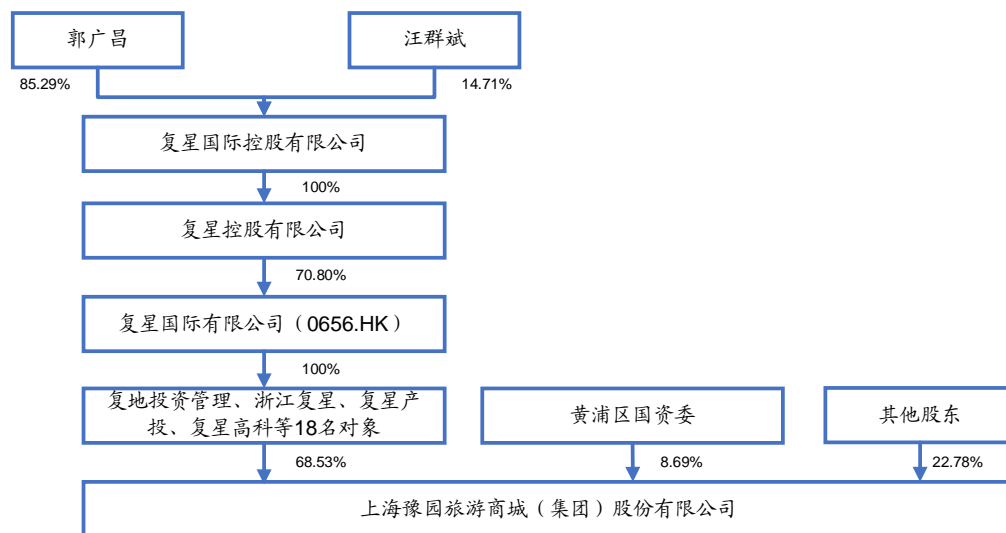 郭广昌
汪群斌
85.29%
14.71%
复星国际控股有限公司
100%
复星控股有限公司
70.80%
复星国际有限公司（0656.HK）
100%
复地投资管理、浙江复星、复星产
投、复星高科等18名对象
黄浦区国资委
其他股东
68.53%
8.69%
22.78%
上海豫园旅游商城（集团）股份有限公司